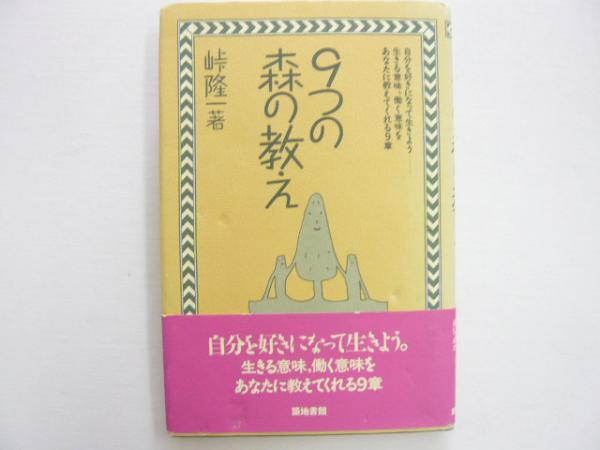 自分を好きになって生きよう――
生きる意味、働く意味を
あなたに教えてくれる9章
9つの
森の教え
峠隆一著
自分を好きになって生きよう。
生きる意味、働く意味を
あなたに教えてくれる9章
築地書館